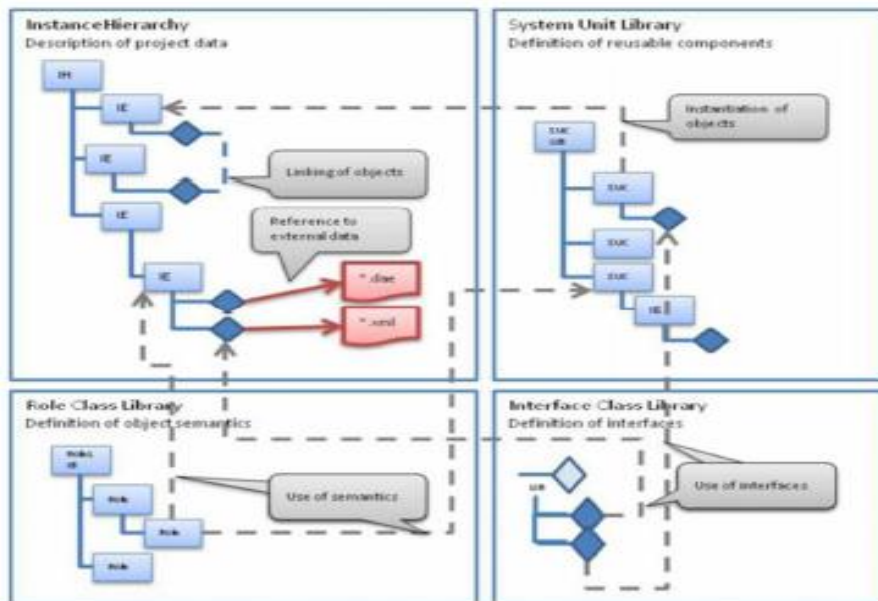 InstanceHierarchy
Description of project data
IH
IE
IE
IE
IE
Linking of objects
Reference to
external data
*.dae
*.xml
System Unit Library
Definition of reusable components
Instantiation of
objects
SUC
SUC
SUC
SUC
IE
Role Class Library
Definition of object semantics
Role
Role
Role
Role
Use of semantics
Interface Class Library
Definition of interfaces
Use of interfaces